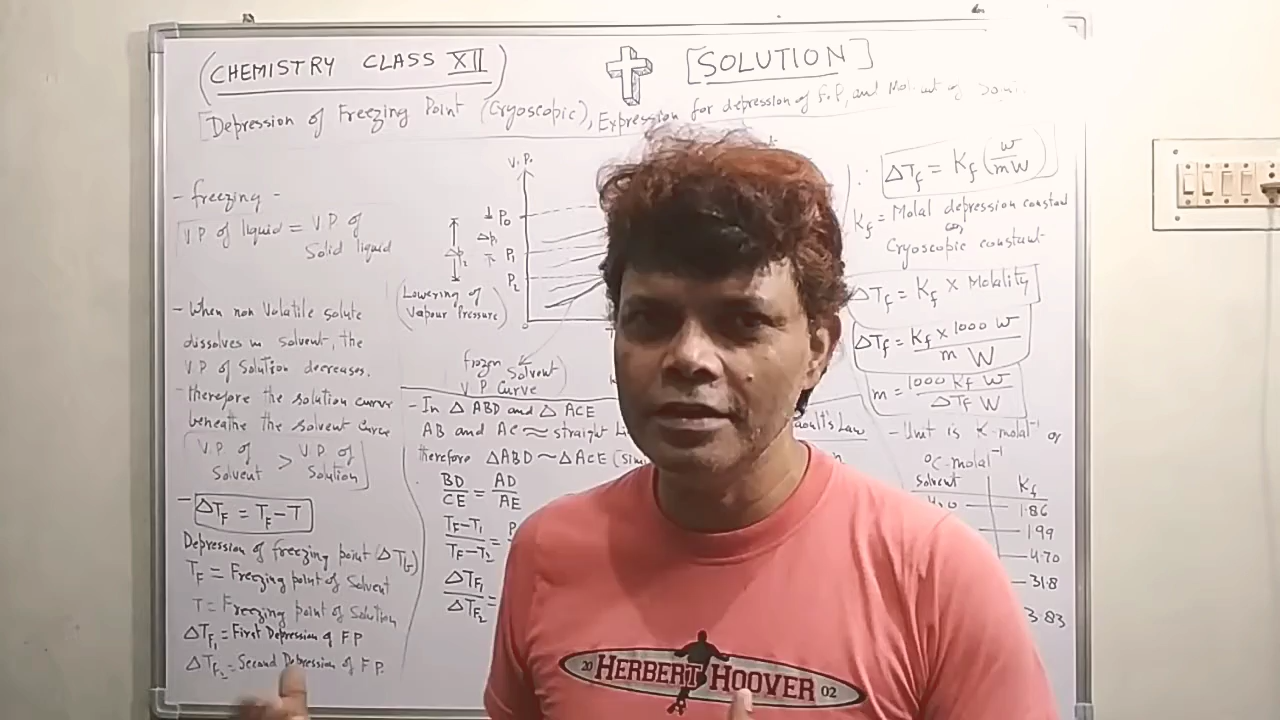 (CHEMISTRY CLASS XII)
[SOLUTION]
[Depression of Freezing Point (Cryoscopic), Expression for depression of F.P, and
- freezing -
V.P of liquid = V.P of
Solid liquid
- When non Volatile solute
dissolves in solvent, the
V.P of Solution decreases.
- therefore the solution curve
beneathe the solvent curve
V.P. of Solvent > V.P of Solution
- ΔTF = TF - T
Depression of freezing point (ΔTF)
TF = Freezing point of Solvent
T = Freezing point of Solution
ΔTF1 = First Depression of FP
ΔTF2 = Second Depression of FP.
V.P.
P0
ΔP1
P1
P2
(Lowering of
Vapour Pressure)
frozen Solvent
V P Curve
- In Δ ABD and Δ ACE
AB and AC ≈ straight
therefore ΔABD ~ ΔACE
BD/CE = AD/AE
TF-T1/TF-T2 =
ΔTF1/ΔTF2 =
Raoult's Law
∴ ΔTf = Kf (w/mW)
Kf = Molal depression constant
or
Cryoscopic constant
ΔTf = Kf × Molality
ΔTf = Kf × 1000 w/m W
m = 1000 Kf W/ΔTF W
- Unit is K·molal-1 or
°C·molal-1
Solvent Kf
1.86
1.99
4.70
31.8
3.83
20 HERBERT HOOVER 02